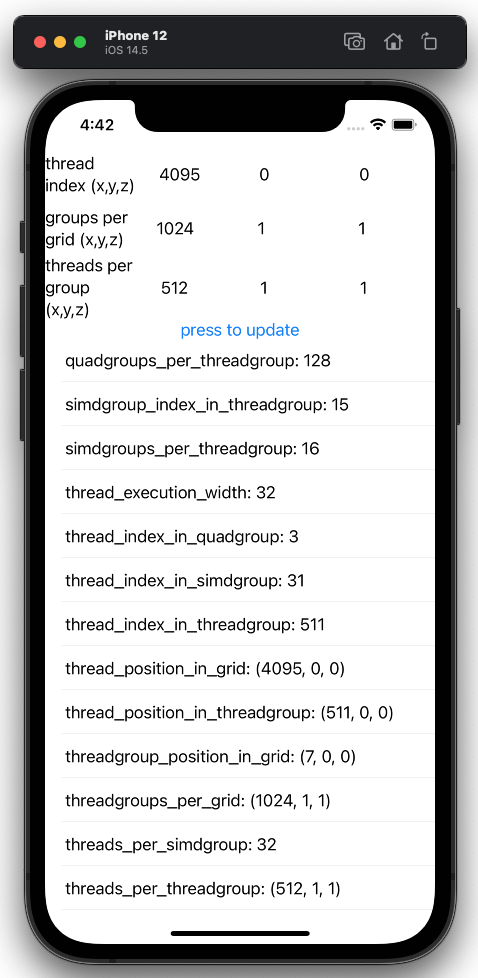 iPhone 12
iOS 14.5
4:42
thread
index (x,y,z) 4095 0 0
groups per
grid (x,y,z) 1024 1 1
threads per
group 512 1 1
(x,y,z)
press to update
quadgroups_per_threadgroup: 128
simdgroup_index_in_threadgroup: 15
simdgroups_per_threadgroup: 16
thread_execution_width: 32
thread_index_in_quadgroup: 3
thread_index_in_simdgroup: 31
thread_index_in_threadgroup: 511
thread_position_in_grid: (4095, 0, 0)
thread_position_in_threadgroup: (511, 0, 0)
threadgroup_position_in_grid: (7, 0, 0)
threadgroups_per_grid: (1024, 1, 1)
threads_per_simdgroup: 32
threads_per_threadgroup: (512, 1, 1)